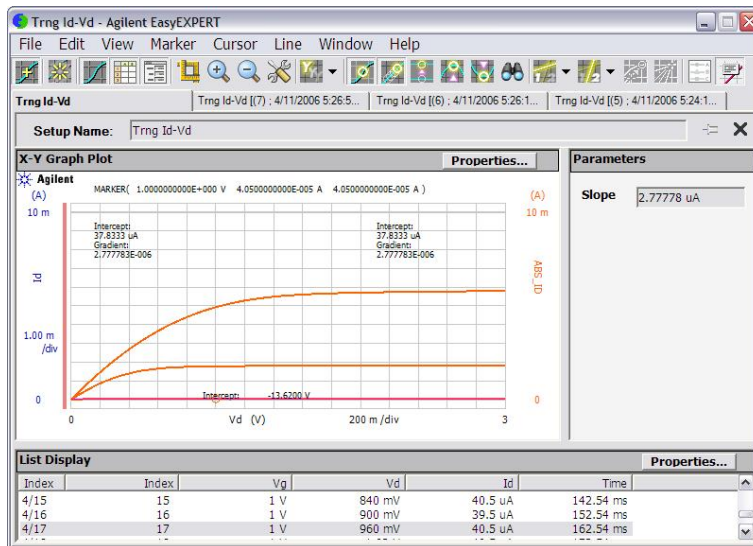 Trng Id-Vd - Agilent EasyEXPERT
File Edit View Marker Cursor Line Window Help
Trng Id-Vd
Trng Id-Vd [(7) ; 4/11/2006 5:26:5...
Trng Id-Vd [(6) ; 4/11/2006 5:26:1...
Trng Id-Vd [(5) ; 4/11/2006 5:24:1...
Setup Name: Trng Id-Vd
X-Y Graph Plot
Properties...
Parameters
Agilent
MARKER( 1.0000000000E+000 V 4.0500000000E-005 A 4.0500000000E-005 A )
Slope 2.77778 uA
(A)
(A)
10 m
10 m
Intercept:
37.8333 uA
Gradient:
2.777783E-006
Intercept:
37.8333 uA
Gradient:
2.777783E-006
Id
ABS_ID
1.00 m
/div
Intercept: -13.6200 V
0
0
0 Vd (V) 200 m/div 3
List Display
Properties...
Index Index Vg Vd Id Time
4/15 15 1 V 840 mV 40.5 uA 142.54 ms
4/16 16 1 V 900 mV 39.5 uA 152.54 ms
4/17 17 1 V 960 mV 40.5 uA 162.54 ms